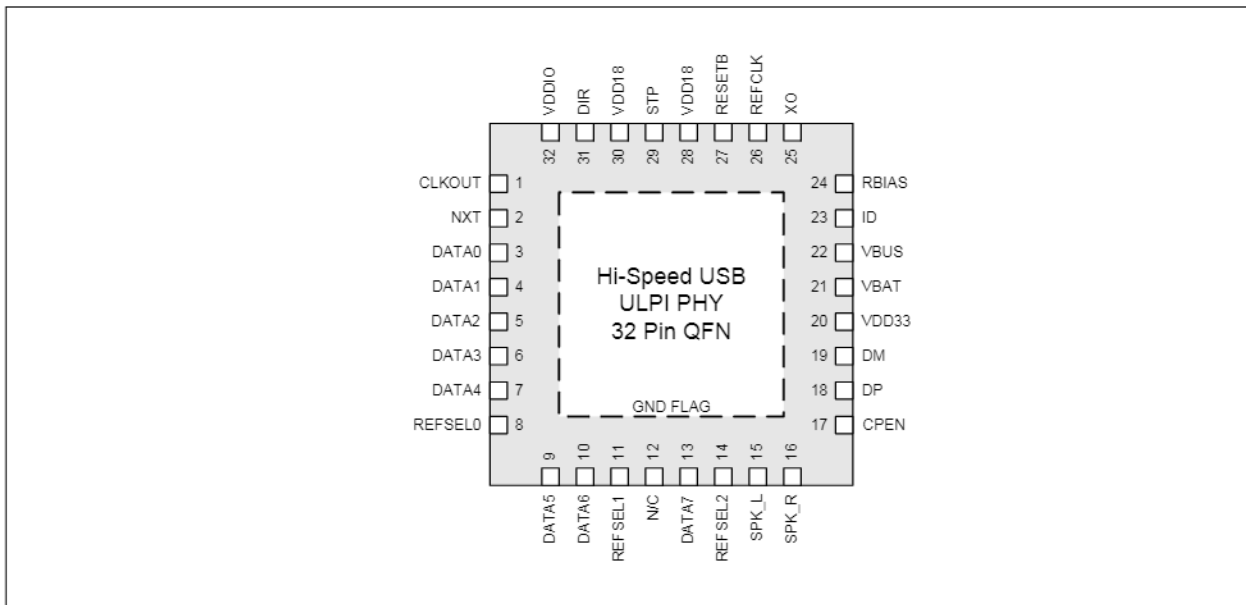 VDDIO
DIR
VDD18
STP
VDD18
RESETB
REFCLK
XO
32
31
30
29
28
27
26
25
CLKOUT 1
NXT 2
DATA0 3
DATA1 4
DATA2 5
DATA3 6
DATA4 7
REFSEL0 8
Hi-Speed USB
ULPI PHY
32 Pin QFN
GND FLAG
24 RBIAS
23 ID
22 VBUS
21 VBAT
20 VDD33
19 DM
18 DP
17 CPEN
9
10
11
12
13
14
15
16
DATA5
DATA6
REFSEL1
N/C
DATA7
REFSEL2
SPK_L
SPK_R